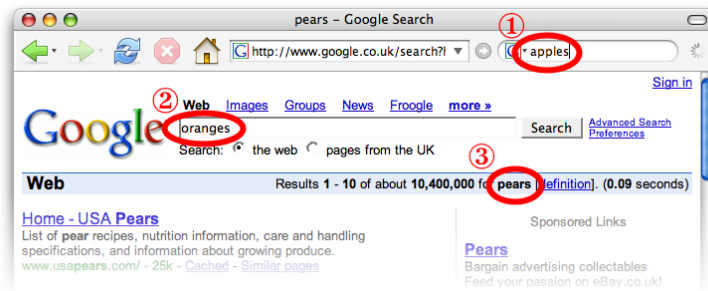 pears – Google Search
①
http://www.google.co.uk/search?h
G apples
Sign in
②
Web Images Groups News Froogle more »
Google
oranges
Search
Advanced Search
Preferences
Search: the web pages from the UK
③
Web
Results 1 - 10 of about 10,400,000 for pears [definition]. (0.09 seconds)
Home - USA Pears
List of pear recipes, nutrition information, care and handling
specifications, and information about growing produce.
www.usapears.com/ - 25k - Cached - Similar pages
Sponsored Links
Pears
Bargain advertising collectables
Feed your passion on eBay.co.uk!